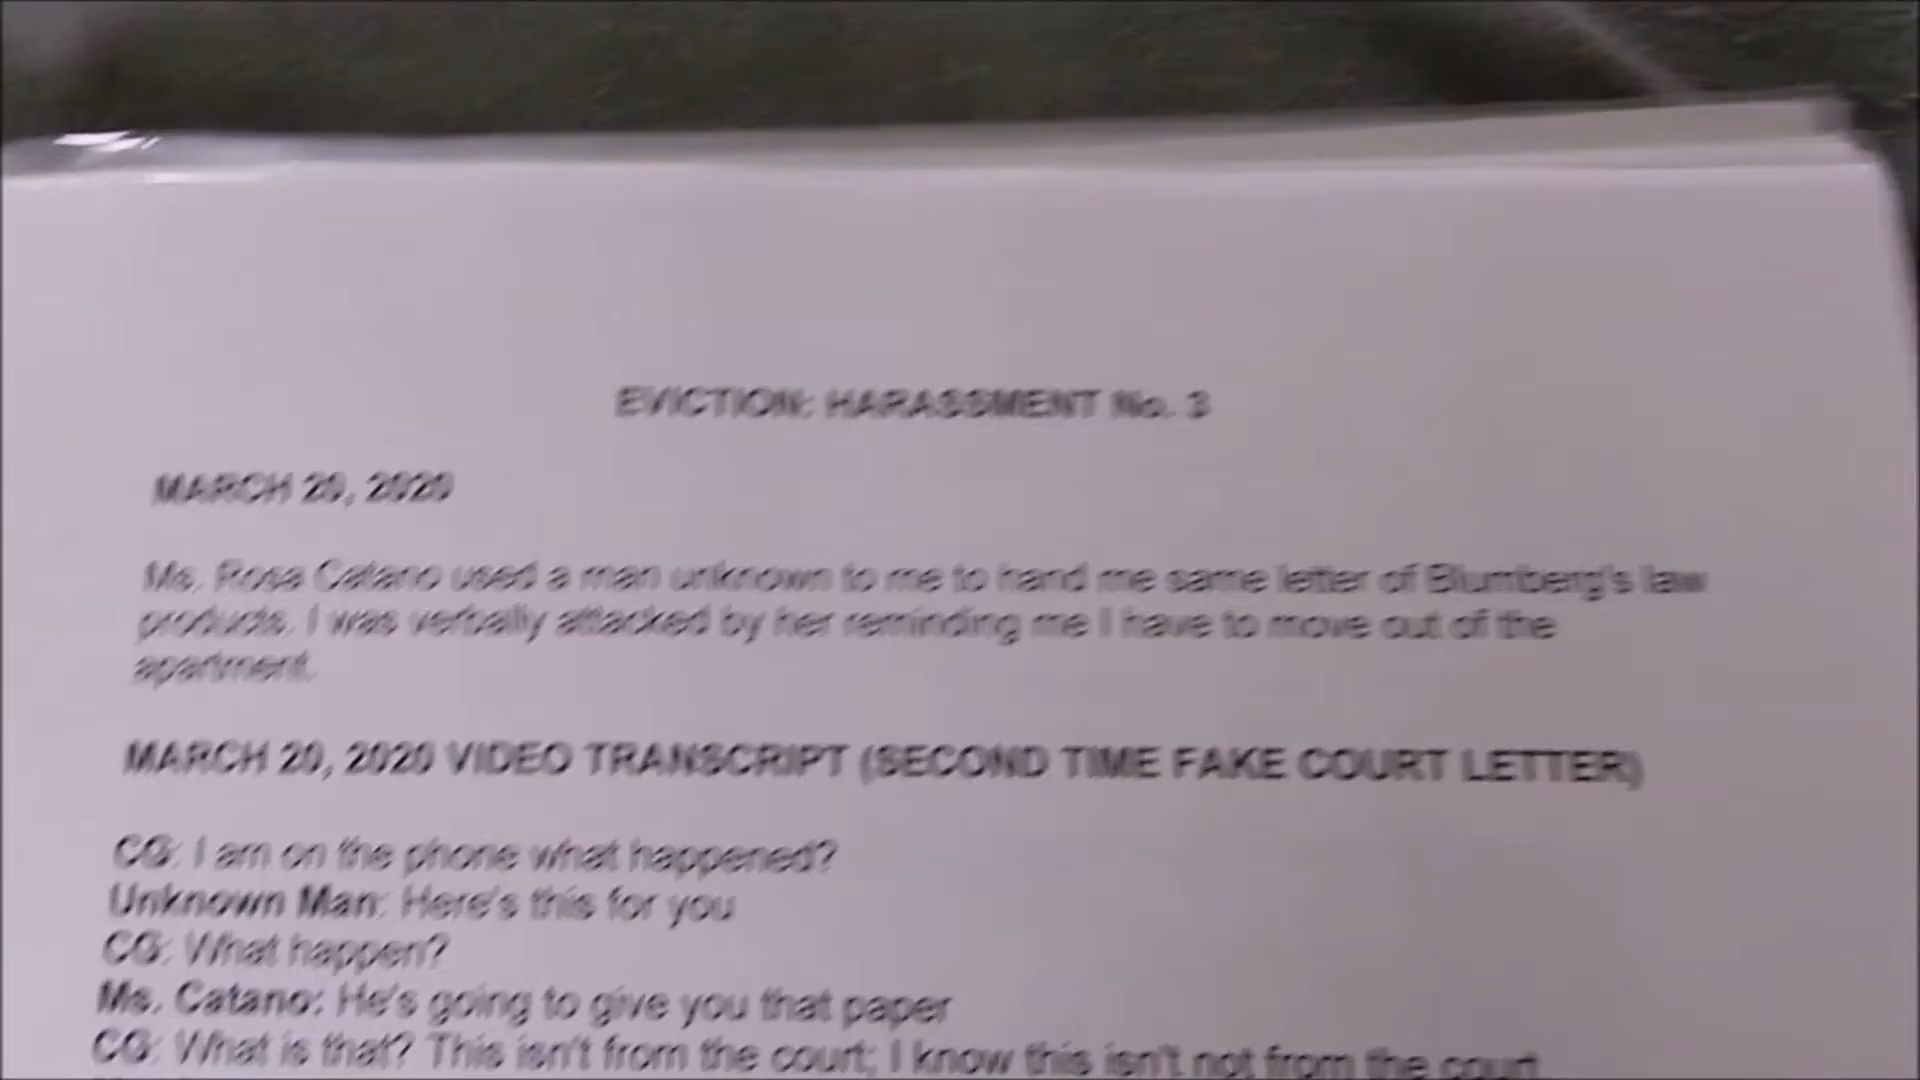 EVICTION: HARASSMENT No. 3
MARCH 20, 2020
Ms. Rosa Catano used a man unknown to me to hand me same letter of Blumberg's law
products. I was verbally attacked by her reminding me I have to move out of the
apartment.
MARCH 20, 2020 VIDEO TRANSCRIPT (SECOND TIME FAKE COURT LETTER)
CG: I am on the phone what happened?
Unknown Man: Here's this for you
CG: What happen?
Ms. Catano: He's going to give you that paper
CG: What is that? This isn't from the court; I know this isn't not from the court